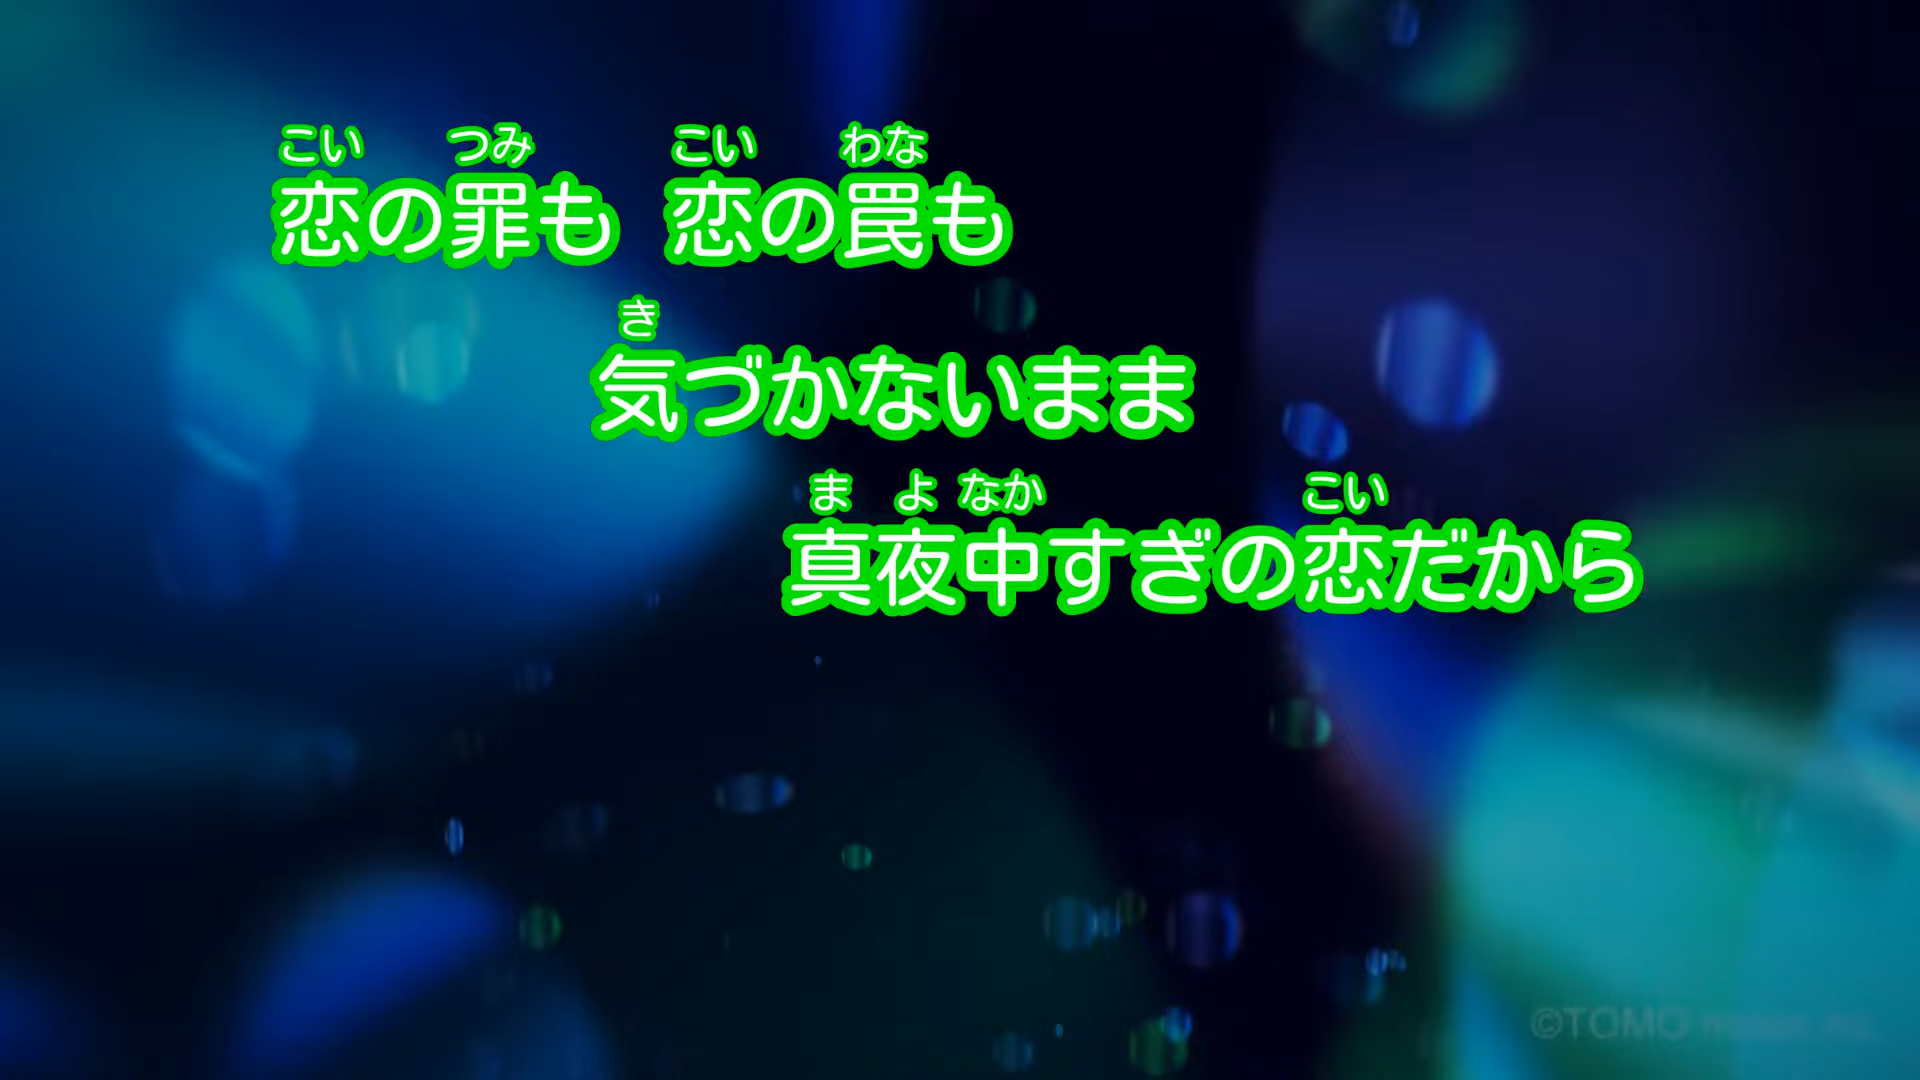 こい つみ こい わな
恋の罪も 恋の罠も
き
気づかないまま
ま よ なか こい
真夜中すぎの恋だから
©TOMO